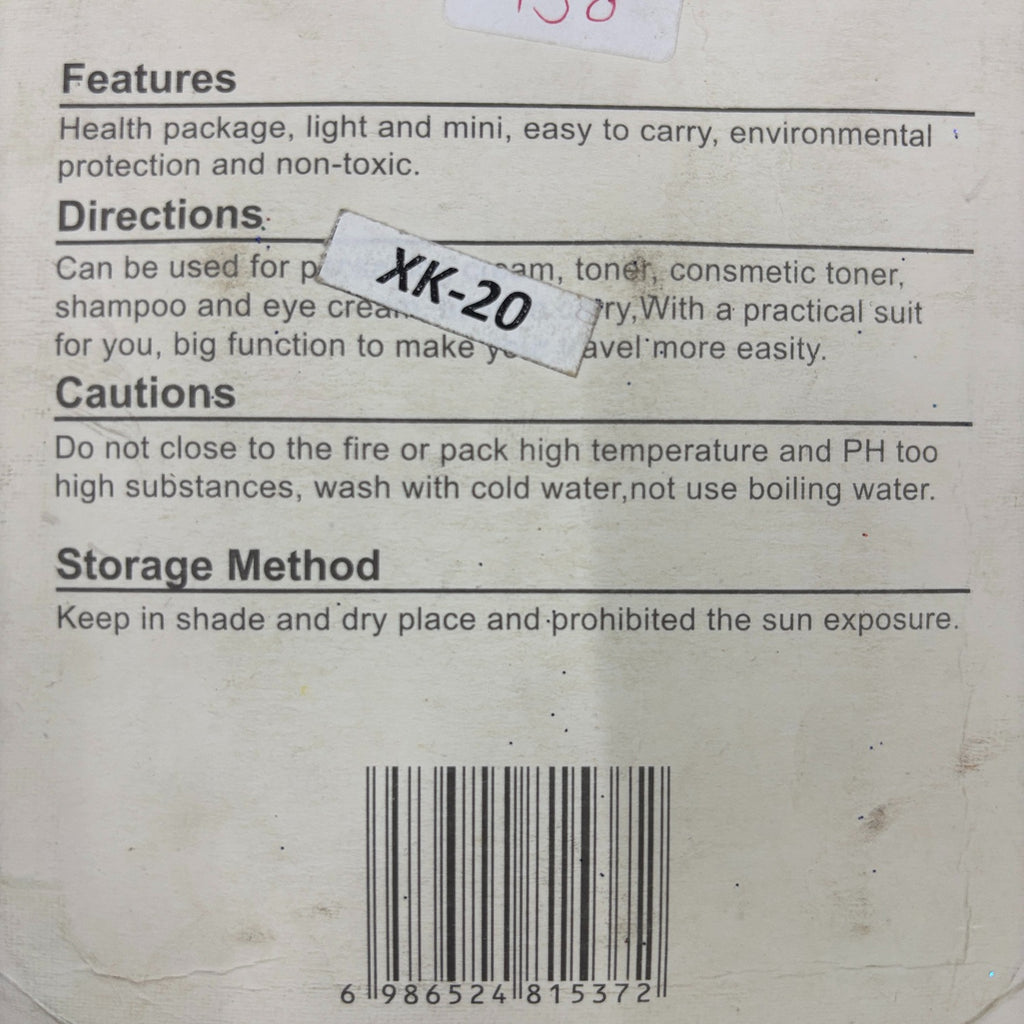 Features
Health package, light and mini, easy to carry, environmental
protection and non-toxic.
Directions
Can be used for toner, consmetic toner,
XK-20
shampoo and eye With a practical suit
for you, big function to make more easity.
Cautions
Do not close to the fire or pack high temperature and PH too
high substances, wash with cold water,not use boiling water.
Storage Method
Keep in shade and dry place and prohibited the sun exposure.
6 986524 815372